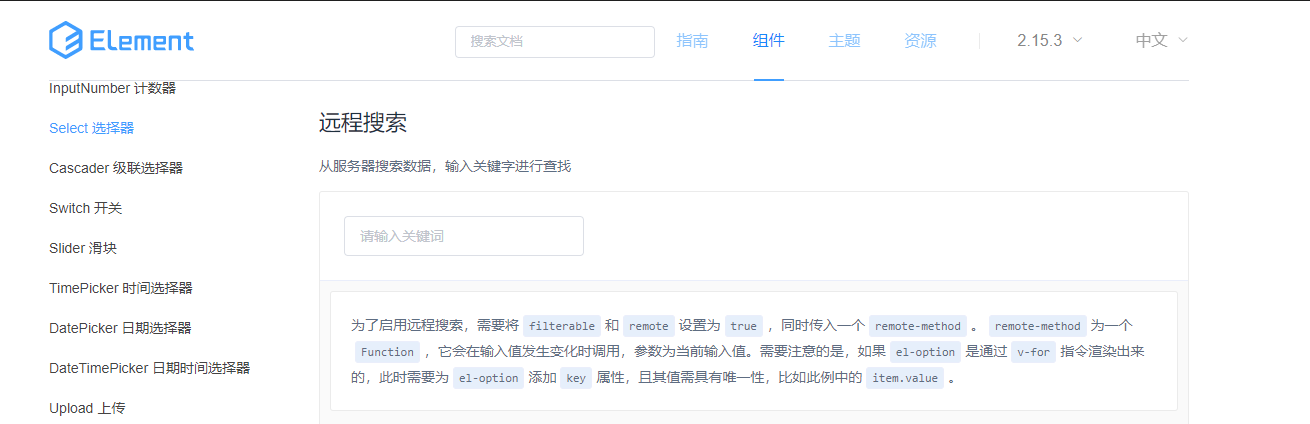 Element
搜索文档
指南
组件
主题
资源
2.15.3
中文
InputNumber 计数器
Select 选择器
Cascader 级联选择器
Switch 开关
Slider 滑块
TimePicker 时间选择器
DatePicker 日期选择器
DateTimePicker 日期时间选择器
Upload 上传
远程搜索
从服务器搜索数据，输入关键字进行查找
请输入关键词
为了启用远程搜索，需要将 filterable 和 remote 设置为 true ，同时传入一个 remote-method 。 remote-method 为一个
Function ，它会在输入值发生变化时调用，参数为当前输入值。需要注意的是，如果 el-option 是通过 v-for 指令渲染出来
的，此时需要为 el-option 添加 key 属性，且其值需具有唯一性，比如此例中的 item.value 。